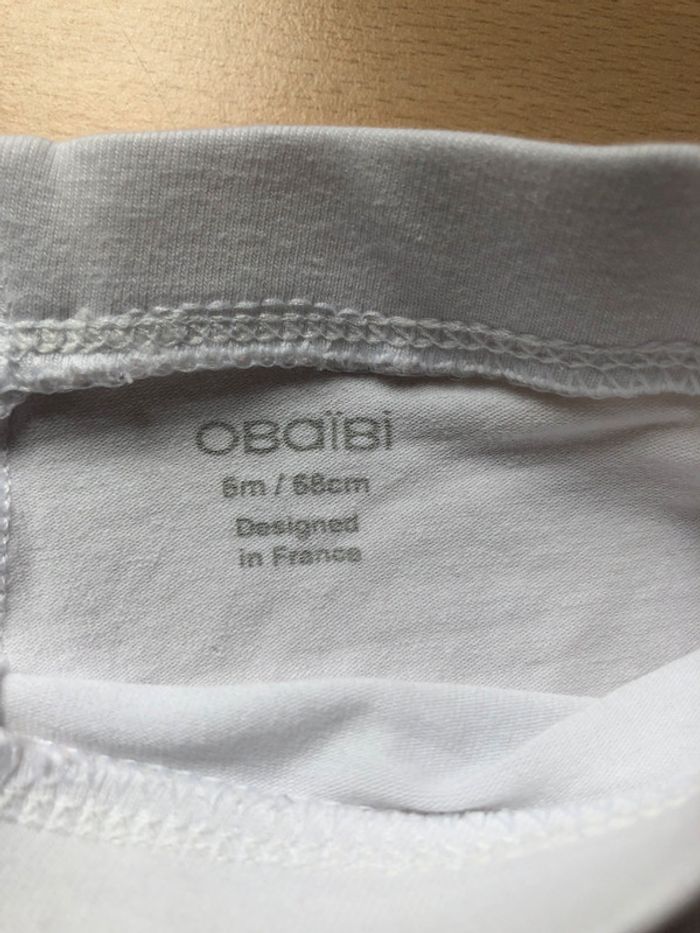 OBaïBi
6m / 68cm
Designed
in France